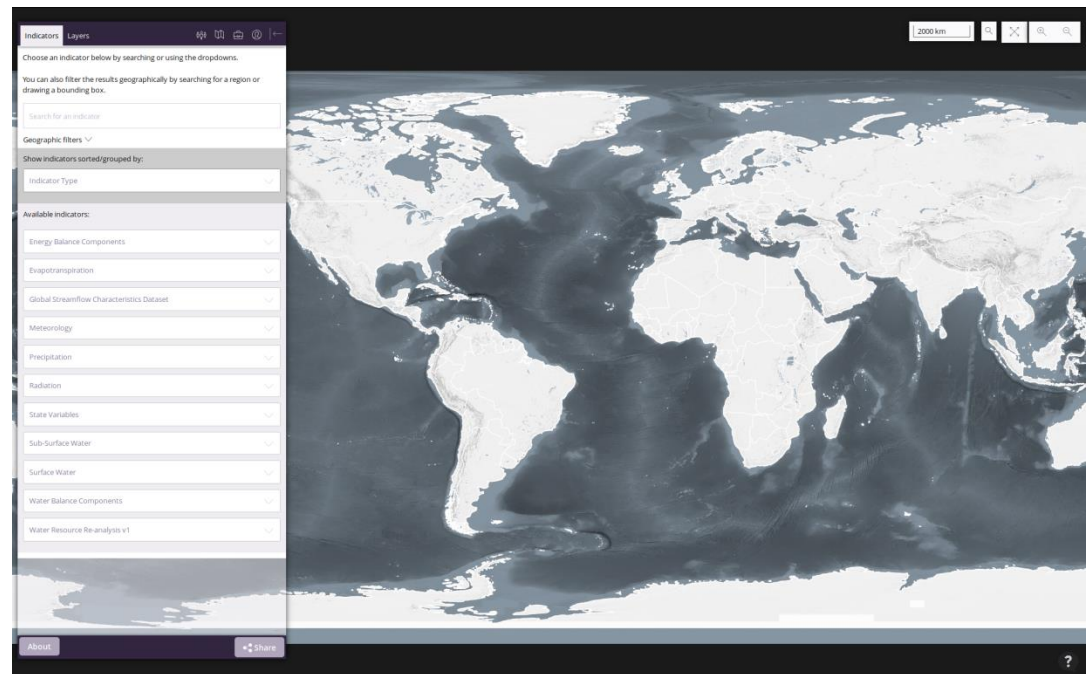 Indicators Layers
2000 km
Choose an indicator below by searching or using the dropdowns.
You can also filter the results geographically by searching for a region or
drawing a bounding box.
Search for an indicator
Geographic filters
Show indicators sorted/grouped by:
Indicator Type
Available indicators:
Energy Balance Components
Evapotranspiration
Global Streamflow Characteristics Dataset
Meteorology
Precipitation
Radiation
State Variables
Sub-Surface Water
Surface Water
Water Balance Components
Water Resource Re-analysis v1
About Share
?